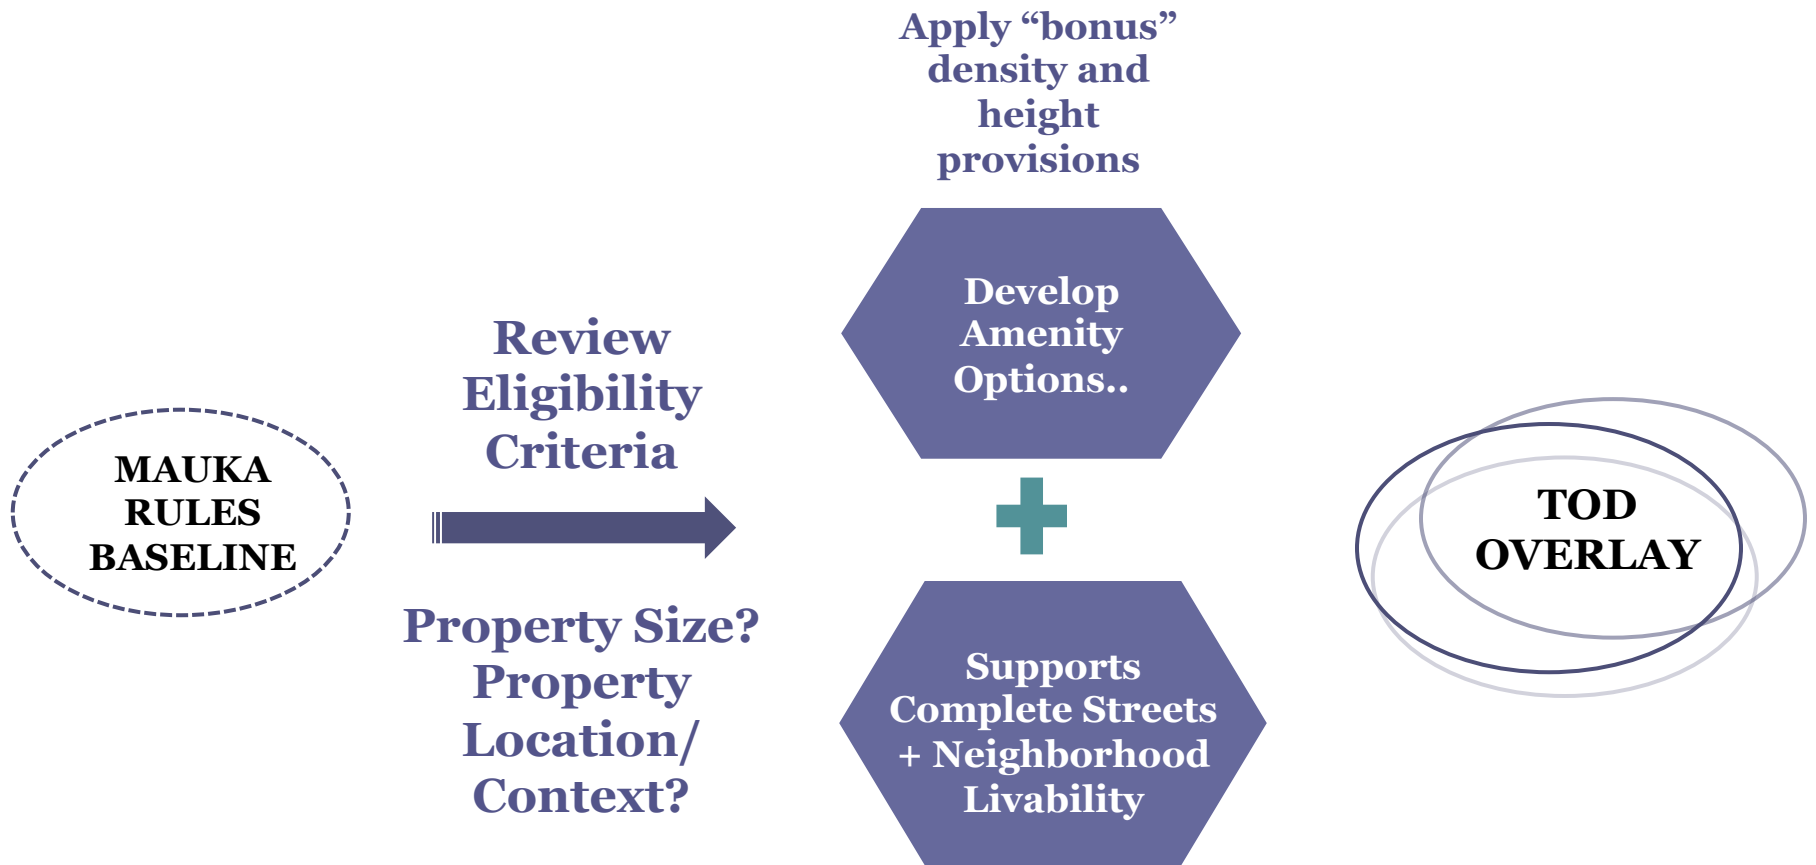 MAUKA
RULES
BASELINE
Review
Eligibility
Criteria
Property Size?
Property
Location/
Context?
Apply “bonus”
density and
height
provisions
Develop
Amenity
Options..
Supports
Complete Streets
+ Neighborhood
Livability
TOD
OVERLAY